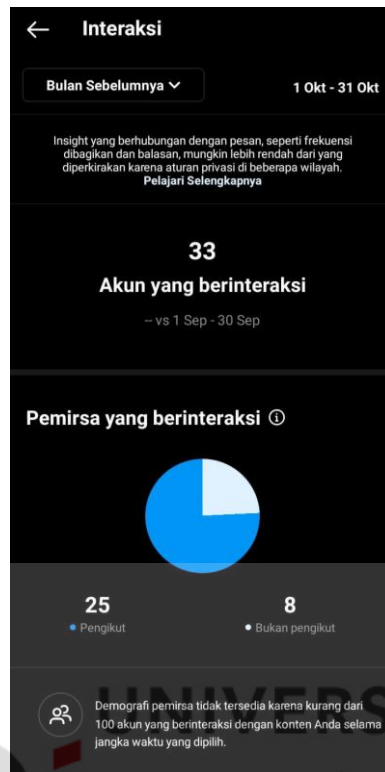 Interaksi
Bulan Sebelumnya
1 Okt - 31 Okt
Insight yang berhubungan dengan pesan, seperti frekuensi
dibagikan dan balasan, mungkin lebih rendah dari yang
diperkirakan karena aturan privasi di beberapa wilayah.
Pelajari Selengkapnya
33
Akun yang berinteraksi
-- vs 1 Sep - 30 Sep
Pemirsa yang berinteraksi
25
Pengikut
8
Bukan pengikut
Demografi pemirsa tidak tersedia karena kurang dari
100 akun yang berinteraksi dengan konten Anda selama
jangka waktu yang dipilih.
UNIVERS